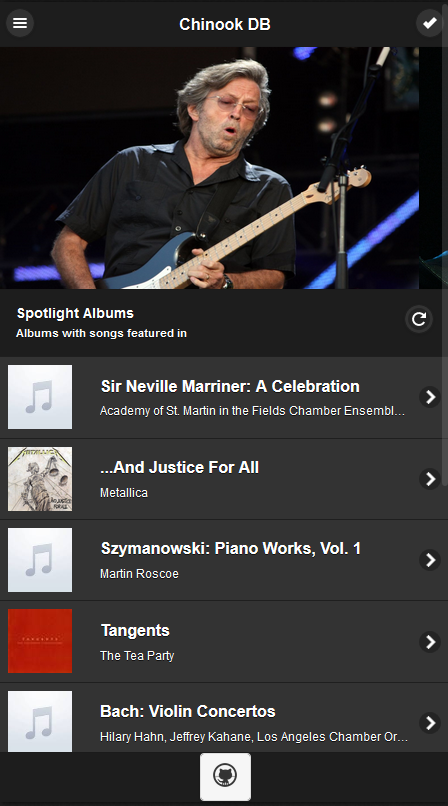 Chinook DB
Spotlight Albums
Albums with songs featured in
Sir Neville Marriner: A Celebration
Academy of St. Martin in the Fields Chamber Ensembl...
...And Justice For All
Metallica
Szymanowski: Piano Works, Vol. 1
Martin Roscoe
TANGENTS
Tangents
The Tea Party
Bach: Violin Concertos
Hilary Hahn, Jeffrey Kahane, Los Angeles Chamber Or...